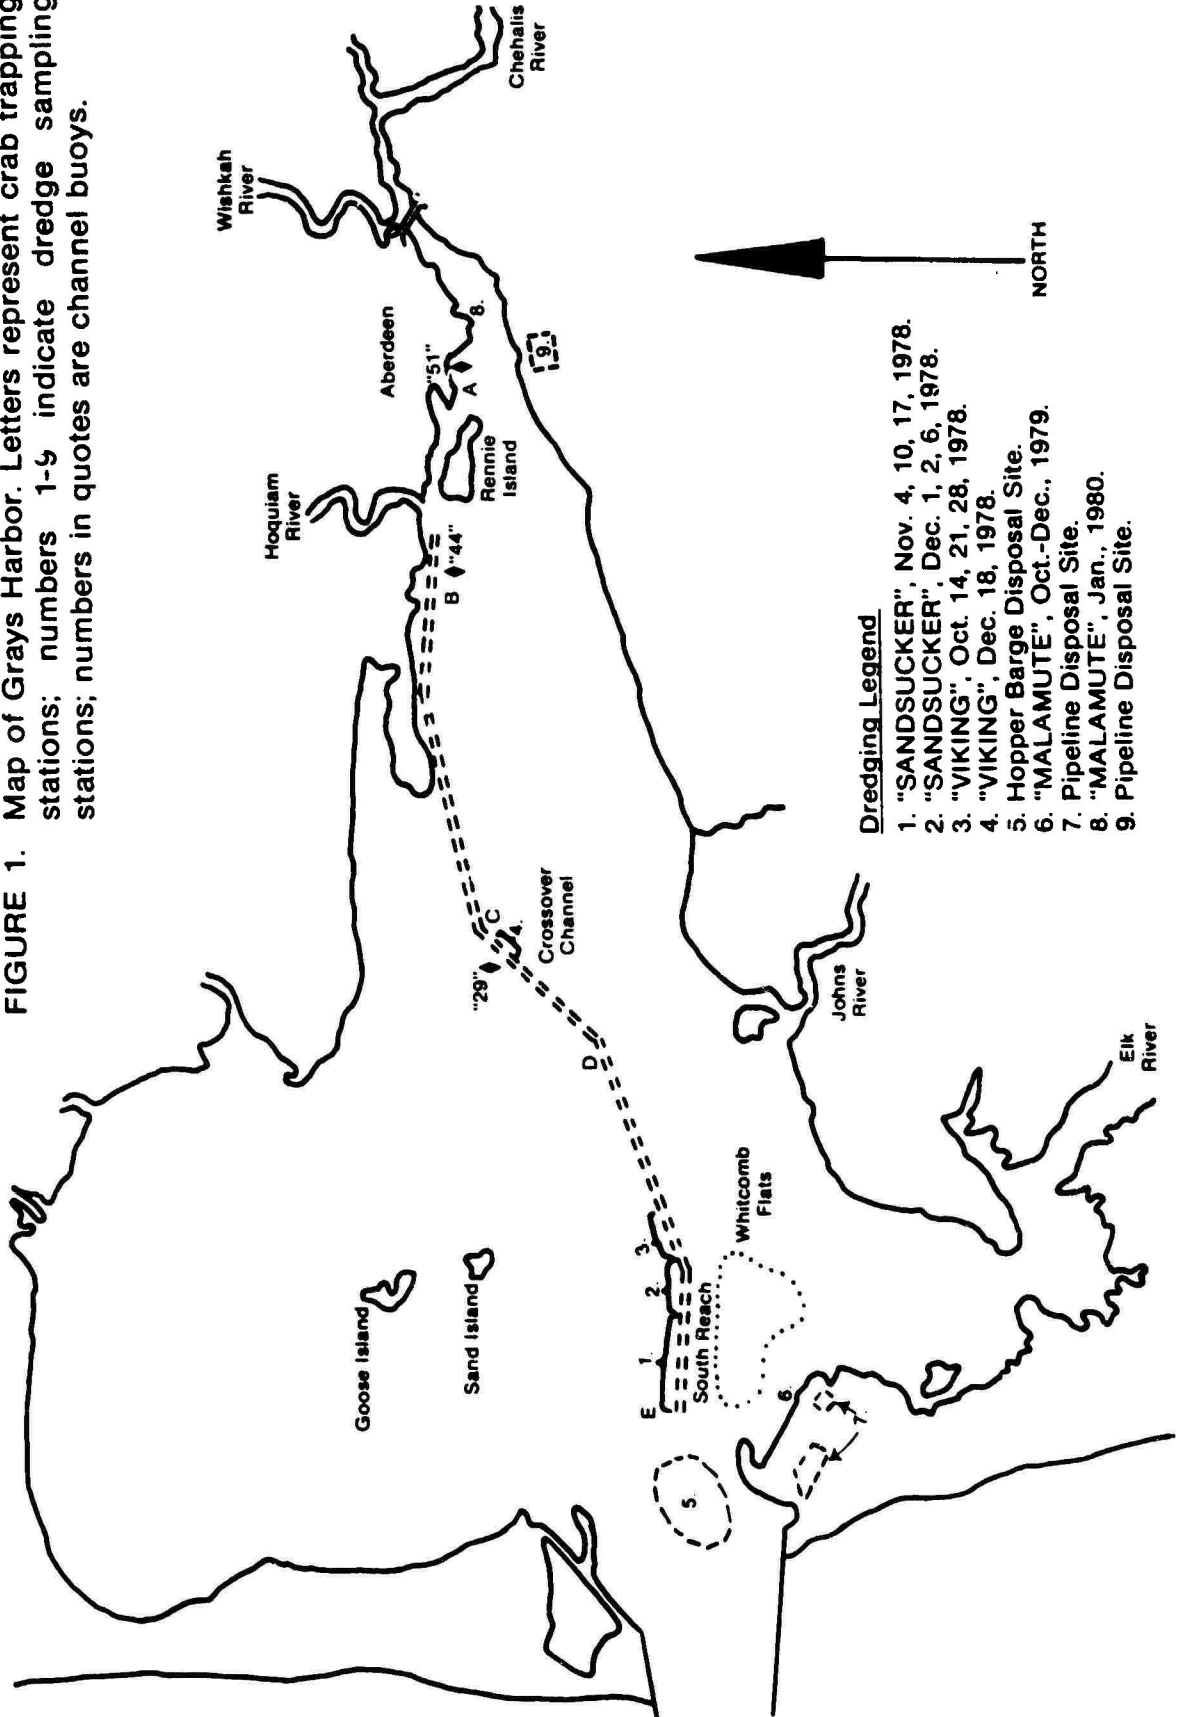 FIGURE 1. Map of Grays Harbor. Letters represent crab trapping
stations; numbers 1-9 indicate dredge sampling
stations; numbers in quotes are channel buoys.
Wishkah
River
Chehalis
River
Hoquiam
River
Aberdeen
"51"
A
8.
Rennie
Island
9.
B
"44"
"29"
C
4.
Crossover
Channel
D
Goose Island
Sand Island
3.
2.
1.
E
South Reach
Whitcomb
Flats
5.
6.
7.
Johns
River
Elk
River
NORTH
Dredging Legend
1. "SANDSUCKER", Nov. 4, 10, 17, 1978.
2. "SANDSUCKER", Dec. 1, 2, 6, 1978.
3. "VIKING", Oct. 14, 21, 28, 1978.
4. "VIKING", Dec. 18, 1978.
5. Hopper Barge Disposal Site.
6. "MALAMUTE", Oct.-Dec., 1979.
7. Pipeline Disposal Site.
8. "MALAMUTE", Jan., 1980.
9. Pipeline Disposal Site.